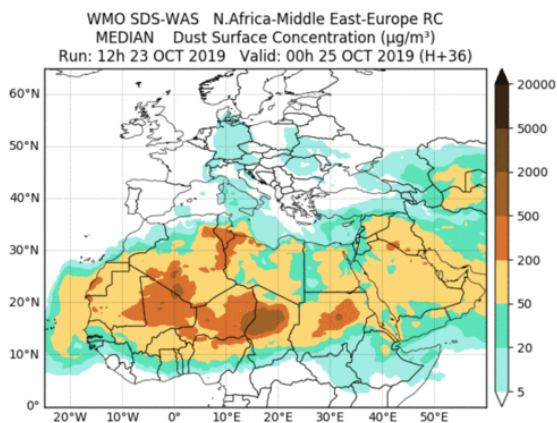 WMO SDS-WAS N.Africa-Middle East-Europe RC
MEDIAN Dust Surface Concentration (µg/m³)
Run: 12h 23 OCT 2019 Valid: 00h 25 OCT 2019 (H+36)
60°N
50°N
40°N
30°N
20°N
10°N
0°
20°W
10°W
0°
10°E
20°E
30°E
40°E
50°E
20000
5000
2000
500
200
50
20
5